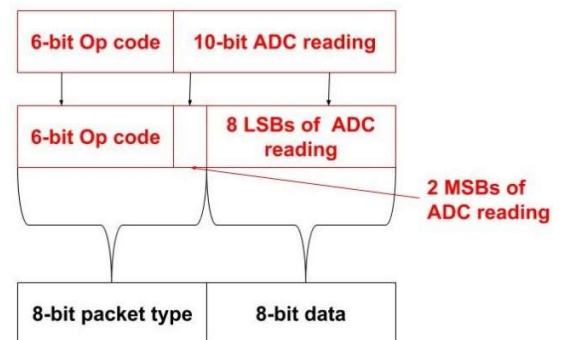 6-bit Op code 10-bit ADC reading
6-bit Op code
8 LSBs of ADC
reading
2 MSBs of
ADC reading
8-bit packet type 8-bit data